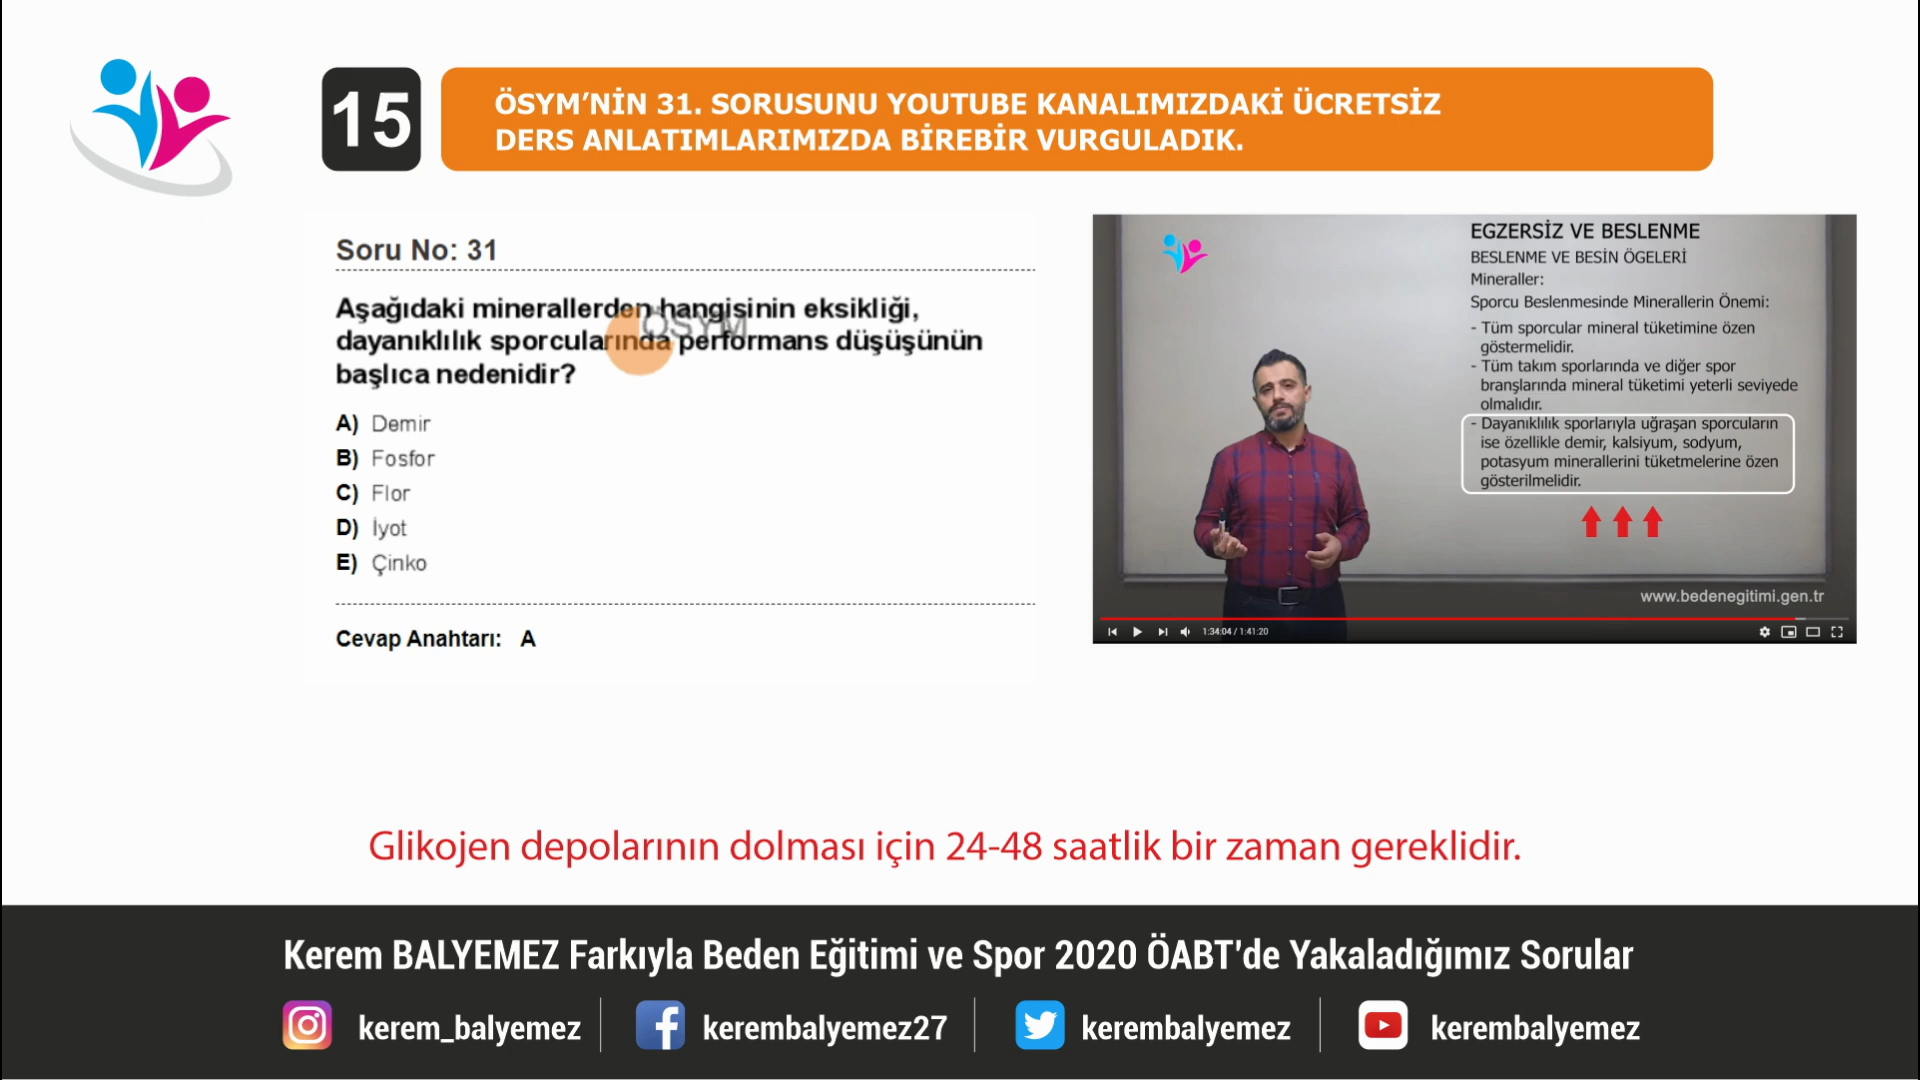 15
ÖSYM’NİN 31. SORUSUNU YOUTUBE KANALIMIZDAKİ ÜCRETSİZ
DERS ANLATIMLARIMIZDA BİREBİR VURGULADIK.
Soru No: 31
Aşağıdaki minerallerden hangisinin eksikliği,
dayanıklılık sporcularında performans düşüşünün
başlıca nedenidir?
ÖSYM
A) Demir
B) Fosfor
C) Flor
D) İyot
E) Çinko
Cevap Anahtarı: A
EGZERSİZ VE BESLENME
BESLENME VE BESİN ÖGELERİ
Mineraller:
Sporcu Beslenmesinde Minerallerin Önemi:
- Tüm sporcular mineral tüketimine özen
göstermelidir.
- Tüm takım sporlarında ve diğer spor
branşlarında mineral tüketimi yeterli seviyede
olmalıdır.
- Dayanıklılık sporlarıyla uğraşan sporcuların
ise özellikle demir, kalsiyum, sodyum,
potasyum minerallerini tüketmelerine özen
gösterilmelidir.
www.bedenegitimi.gen.tr
1:34:04 / 1:41:20
Glikojen depolarının dolması için 24-48 saatlik bir zaman gereklidir.
Kerem BALYEMEZ Farkıyla Beden Eğitimi ve Spor 2020 ÖABT'de Yakaladığımız Sorular
kerem_balyemez
kerembalyemez27
kerembalyemez
kerembalyemez